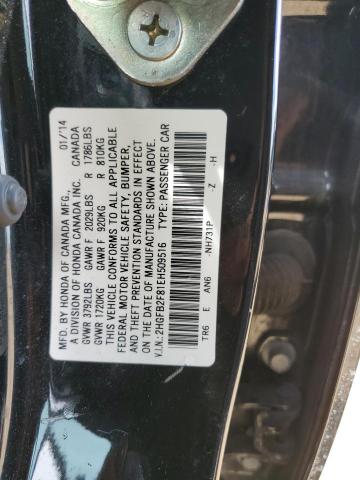 MFD. BY HONDA OF CANADA MFG., 01/14
A DIVISION OF HONDA CANADA INC. CANADA
GVWR 3792LBS GAWR F 2029LBS R 1786LBS
GVWR 1720KG GAWR F 920KG R 810KG
THIS VEHICLE CONFORMS TO ALL APPLICABLE
FEDERAL MOTOR VEHICLE SAFETY, BUMPER,
AND THEFT PREVENTION STANDARDS IN EFFECT
ON THE DATE OF MANUFACTURE SHOWN ABOVE.
V.I.N.: 2HGFB2F81EH509516 TYPE: PASSENGER CAR
TR6 E AN6 -NH731P -Z -H